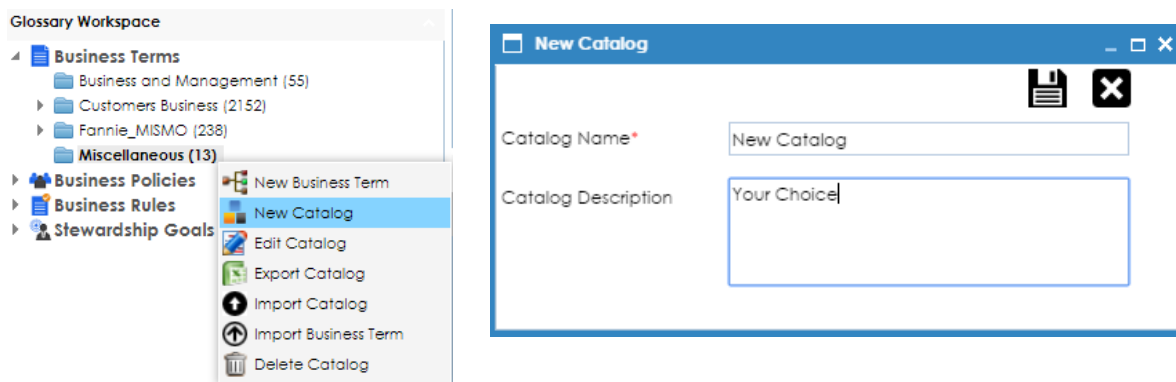 Glossary Workspace
Business Terms
Business and Management (55)
Customers Business (2152)
Fannie_MISMO (238)
Miscellaneous (13)
Business Policies
Business Rules
Stewardship Goals
New Business Term
New Catalog
Edit Catalog
Export Catalog
Import Catalog
Import Business Term
Delete Catalog
New Catalog
Catalog Name*
New Catalog
Catalog Description
Your Choice